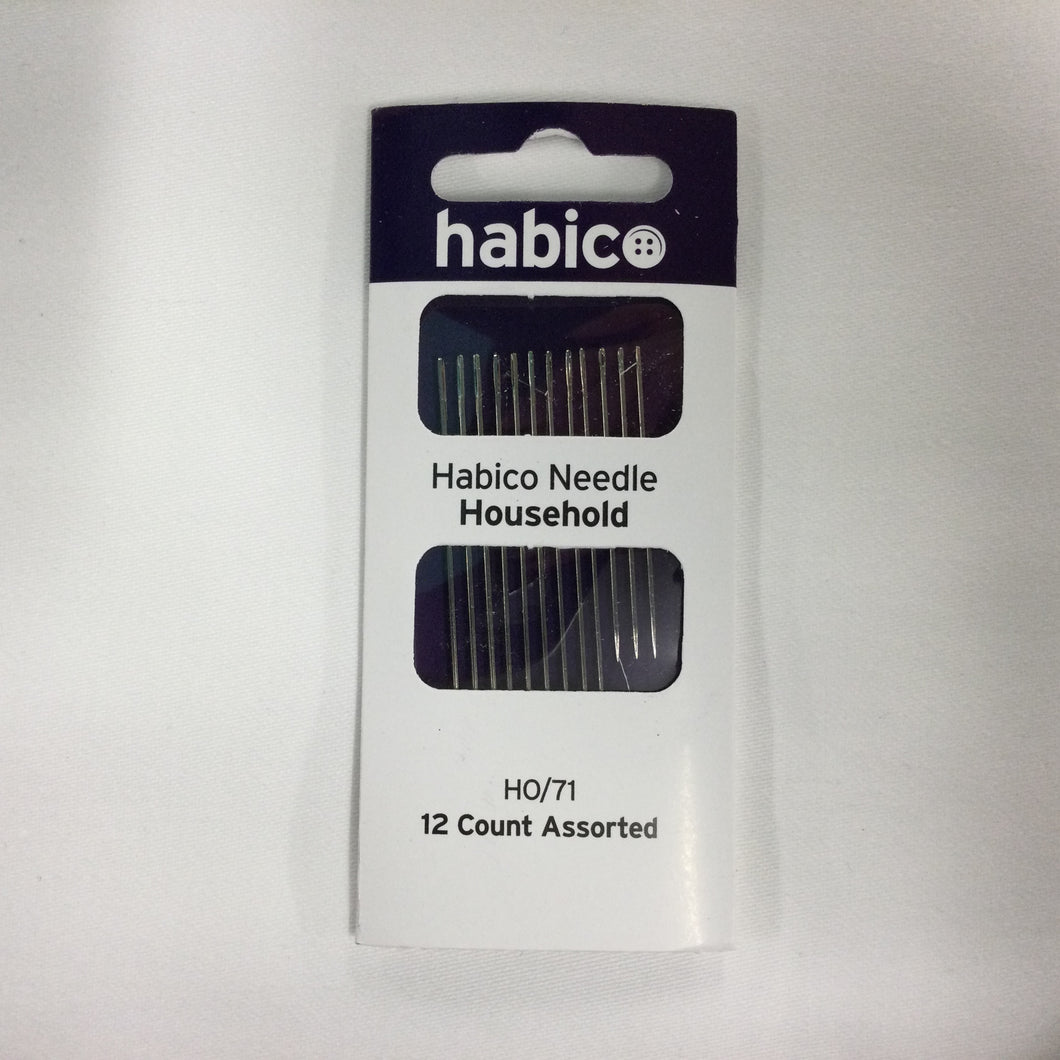 habico
Habico Needle
Household
HO/71
12 Count Assorted